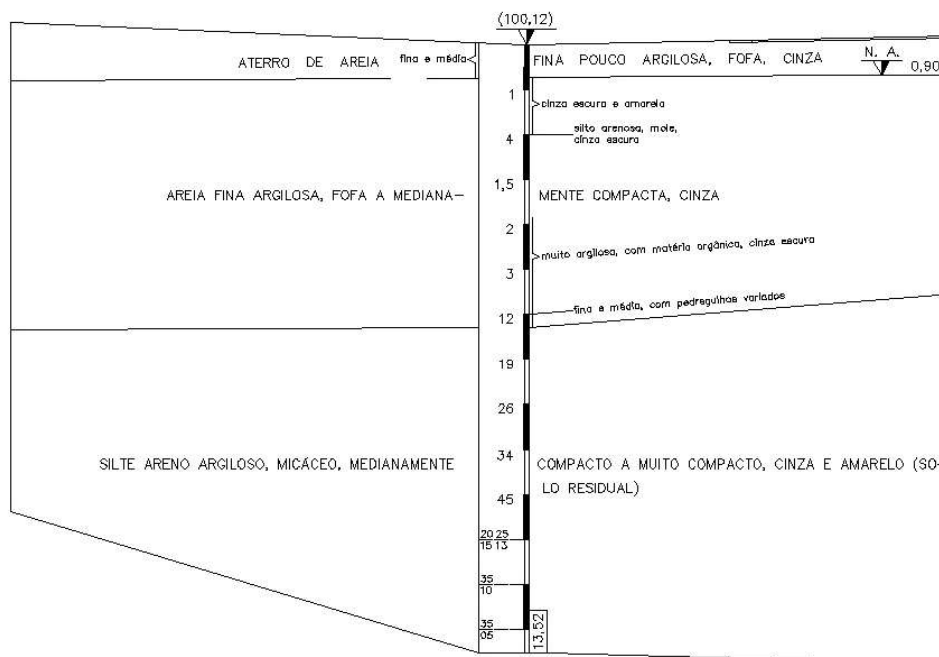 (100,12)
ATERRO DE AREIA fina e média FINA POUCO ARGILOSA, FOFA, CINZA N. A. 0,90
1
cinza escura e amarela
silto arenosa, mole,
cinza escura
4
1,5
AREIA FINA ARGILOSA, FOFA A MEDIANA- MENTE COMPACTA, CINZA
2
muito argilosa, com matéria orgânica, cinza escura
3
fina e média, com pedregulhos variados
12
19
26
34
SILTE ARENO ARGILOSO, MICÁCEO, MEDIANAMENTE COMPACTO A MUITO COMPACTO, CINZA E AMARELO (SO-
LO RESIDUAL)
45
20 25
15 13
35
10
35
05
13,52